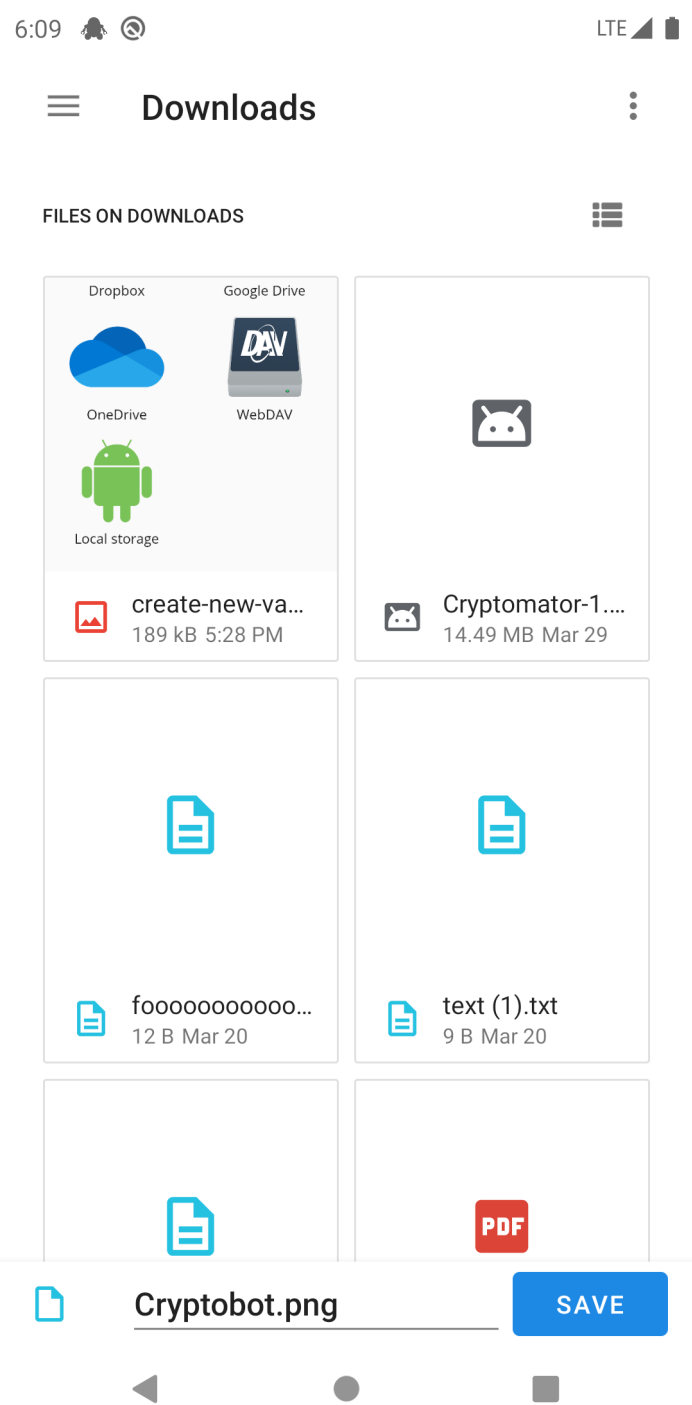 6:09
LTE
Downloads
FILES ON DOWNLOADS
Dropbox Google Drive
DAV
OneDrive WebDAV
Local storage
create-new-va...
189 kB 5:28 PM
Cryptomator-1....
14.49 MB Mar 29
fooooooooooo...
12 B Mar 20
text (1).txt
9 B Mar 20
PDF
Cryptobot.png
SAVE